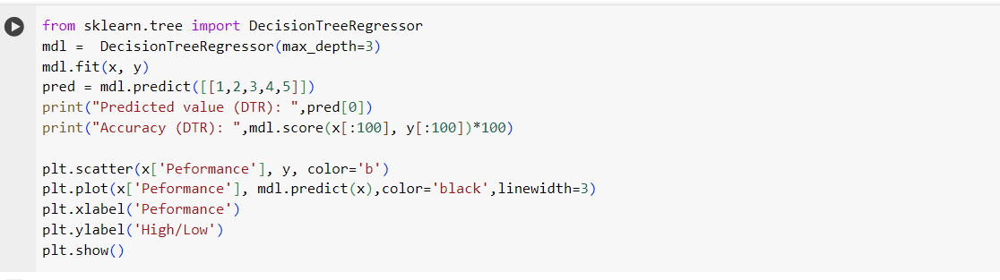 from sklearn.tree import DecisionTreeRegressor
mdl =  DecisionTreeRegressor(max_depth=3)
mdl.fit(x, y)
pred = mdl.predict([[1,2,3,4,5]])
print("Predicted value (DTR): ",pred[0])
print("Accuracy (DTR): ",mdl.score(x[:100], y[:100])*100)
plt.scatter(x['Peformance'], y, color='b')
plt.plot(x['Peformance'], mdl.predict(x),color='black',linewidth=3)
plt.xlabel('Peformance')
plt.ylabel('High/Low')
plt.show()